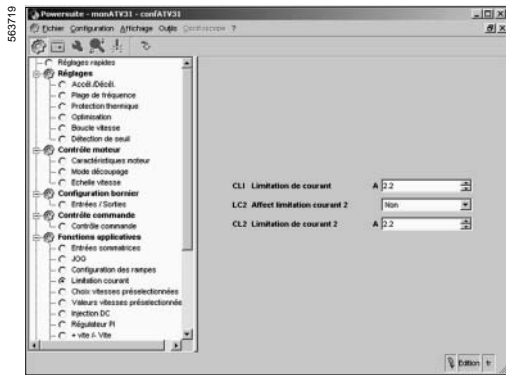 563719
Powersuite - monATV31 - confATV31
Fichier Configuration Affichage Outils Oscilloscope ?
Réglages rapides
Réglages
Accél./Décél.
Plage de fréquence
Protection thermique
Optimisation
Boucle vitesse
Détection de seuil
Contrôle moteur
Caractéristiques moteur
Mode découpage
Echelle vitesse
Configuration bornier
Entrées / Sorties
Contrôle commande
Contrôle commande
Fonctions applicatives
Entrées sommatrices
JOG
Configuration des rampes
Limitation courant
Choix vitesses préselectionnées
Valeurs vitesses préselectionnée
Injection DC
Régulateur PI
+ vite /- Vite
CLI Limitation de courant A 2.2
LC2 Affect limitation courant 2 Non
CL2 Limitation de courant 2 A 2.2
Edition fr